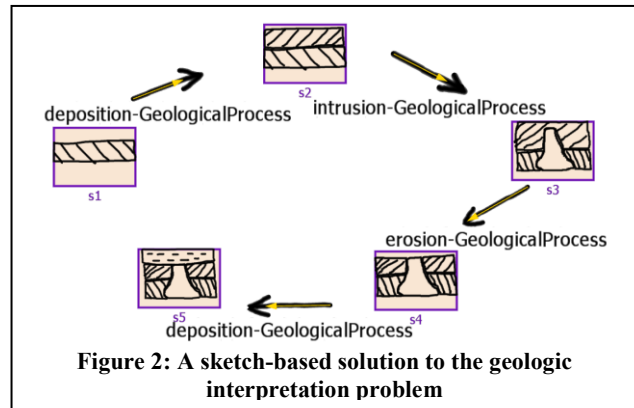 s2
deposition-GeologicalProcess
intrusion-GeologicalProcess
s1
s3
erosion-GeologicalProcess
s5
s4
deposition-GeologicalProcess
Figure 2: A sketch-based solution to the geologic
interpretation problem